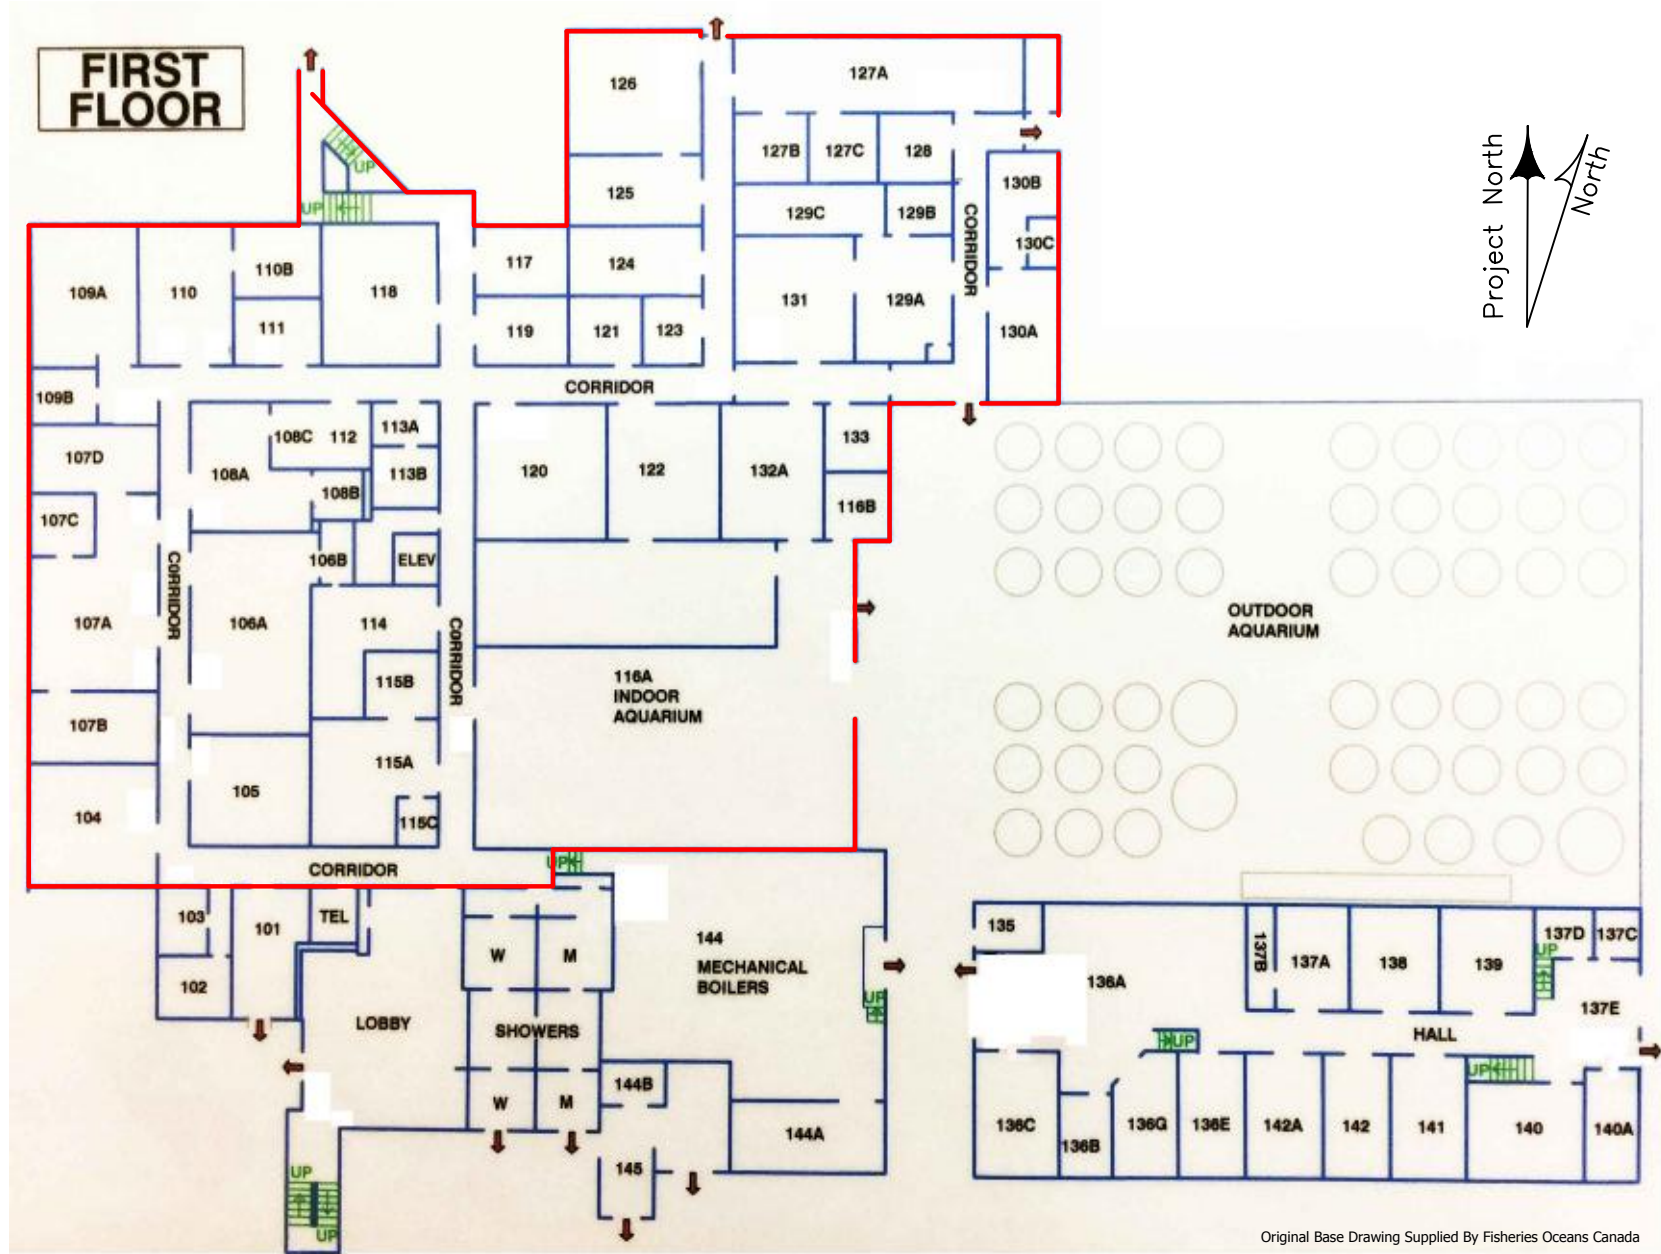 FIRST
FLOOR
126
127A
127B
127C
128
UP
125
130B
UP
129C
129B
130C
CORRIDOR
Project North
North
109A
110
110B
118
117
124
131
129A
111
119
121
123
130A
CORRIDOR
109B
108C
112
113A
133
107D
108A
113B
120
122
132A
108B
116B
107C
106B
ELEV
CORRIDOR
107A
106A
114
CORRIDOR
OUTDOOR
AQUARIUM
115B
116A
INDOOR
AQUARIUM
107B
115A
105
104
115C
UP
CORRIDOR
103
101
TEL
W
M
144
MECHANICAL
BOILERS
135
136A
137B
137A
138
139
137D
137C
UP
102
UP
137E
LOBBY
SHOWERS
UP
HALL
UP
144B
W
M
144A
136C
136B
136G
136E
142A
142
141
140
140A
145
UP
UP
Original Base Drawing Supplied By Fisheries Oceans Canada